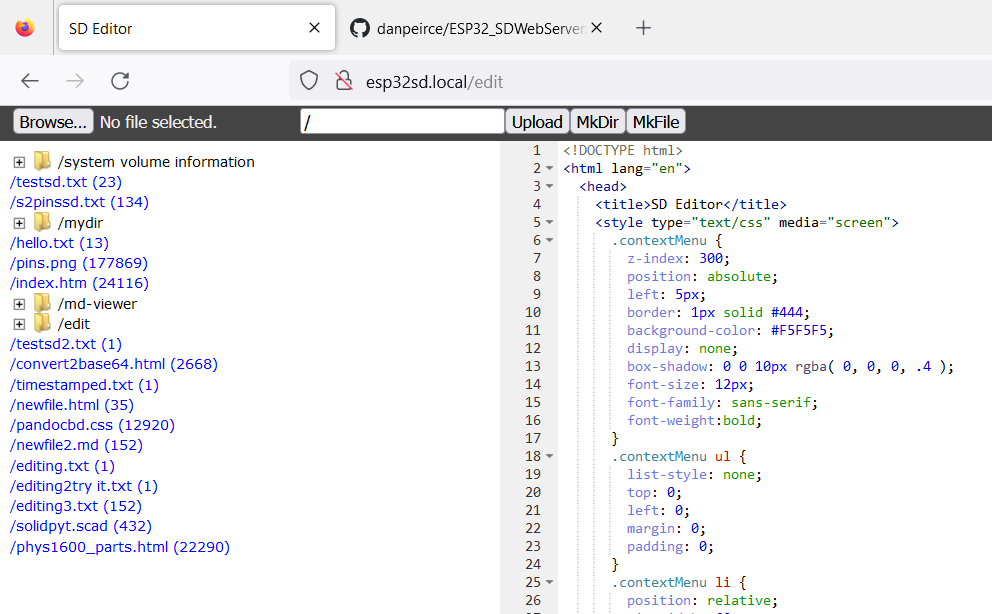 SD Editor
danpeirce/ESP32_SDWebServer
esp32sd.local/edit
Browse... No file selected. / Upload MkDir MkFile
/system volume information
/testsd.txt (23)
/s2pinssd.txt (134)
/mydir
/hello.txt (13)
/pins.png (177869)
/index.htm (24116)
/md-viewer
/edit
/testsd2.txt (1)
/convert2base64.html (2668)
/timestamped.txt (1)
/newfile.html (35)
/pandocbd.css (12920)
/newfile2.md (152)
/editing.txt (1)
/editing2try it.txt (1)
/editing3.txt (152)
/solidpyt.scad (432)
/phys1600_parts.html (22290)
1 <!DOCTYPE html>
2 <html lang="en">
3 <head>
4 <title>SD Editor</title>
5 <style type="text/css" media="screen">
6 .contextMenu {
7 z-index: 300;
8 position: absolute;
9 left: 5px;
10 border: 1px solid #444;
11 background-color: #F5F5F5;
12 display: none;
13 box-shadow: 0 0 10px rgba( 0, 0, 0, .4 );
14 font-size: 12px;
15 font-family: sans-serif;
16 font-weight:bold;
17 }
18 .contextMenu ul {
19 list-style: none;
20 top: 0;
21 left: 0;
22 margin: 0;
23 padding: 0;
24 }
25 .contextMenu li {
26 position: relative;